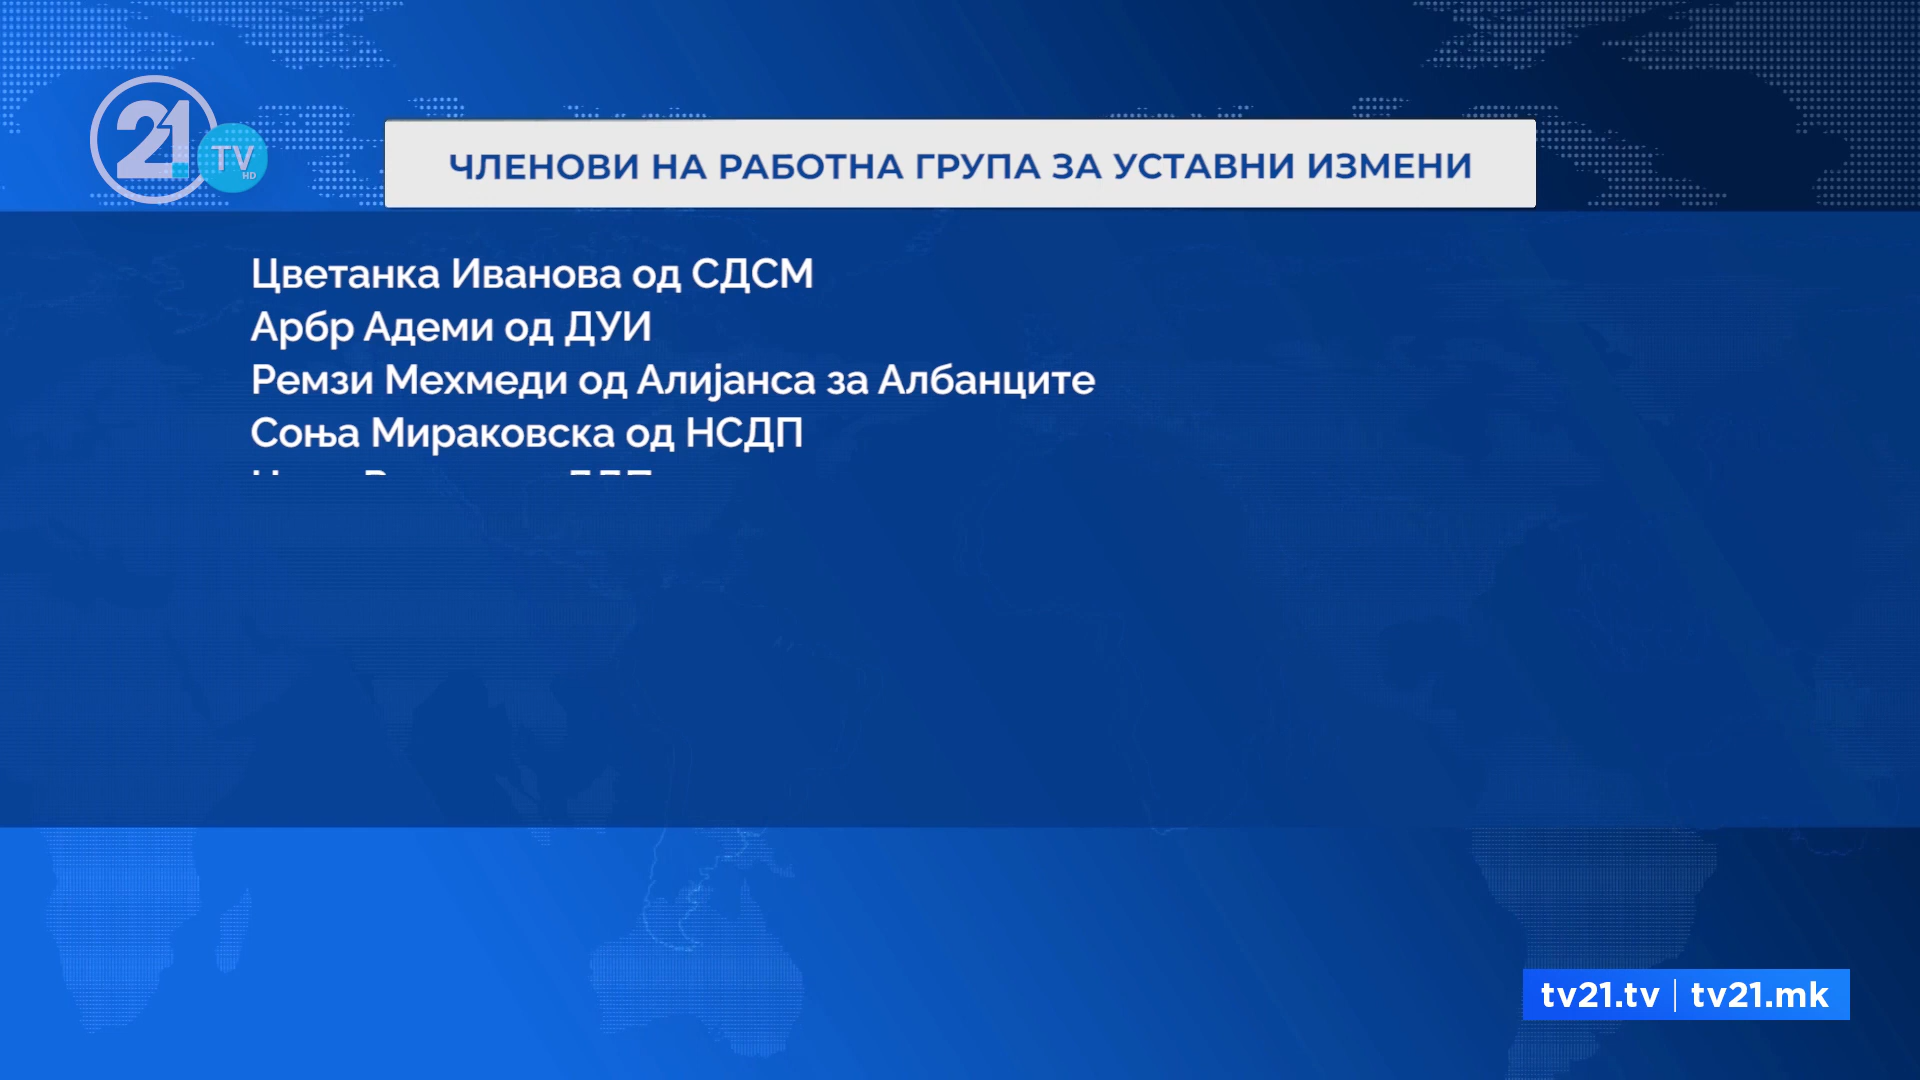 21 TV HD
ЧЛЕНОВИ НА РАБОТНА ГРУПА ЗА УСТАВНИ ИЗМЕНИ
Цветанка Иванова од СДСМ
Арбр Адеми од ДУИ
Ремзи Мехмеди од Алијанса за Албанците
Соња Мираковска од НСДП
tv21.tv | tv21.mk